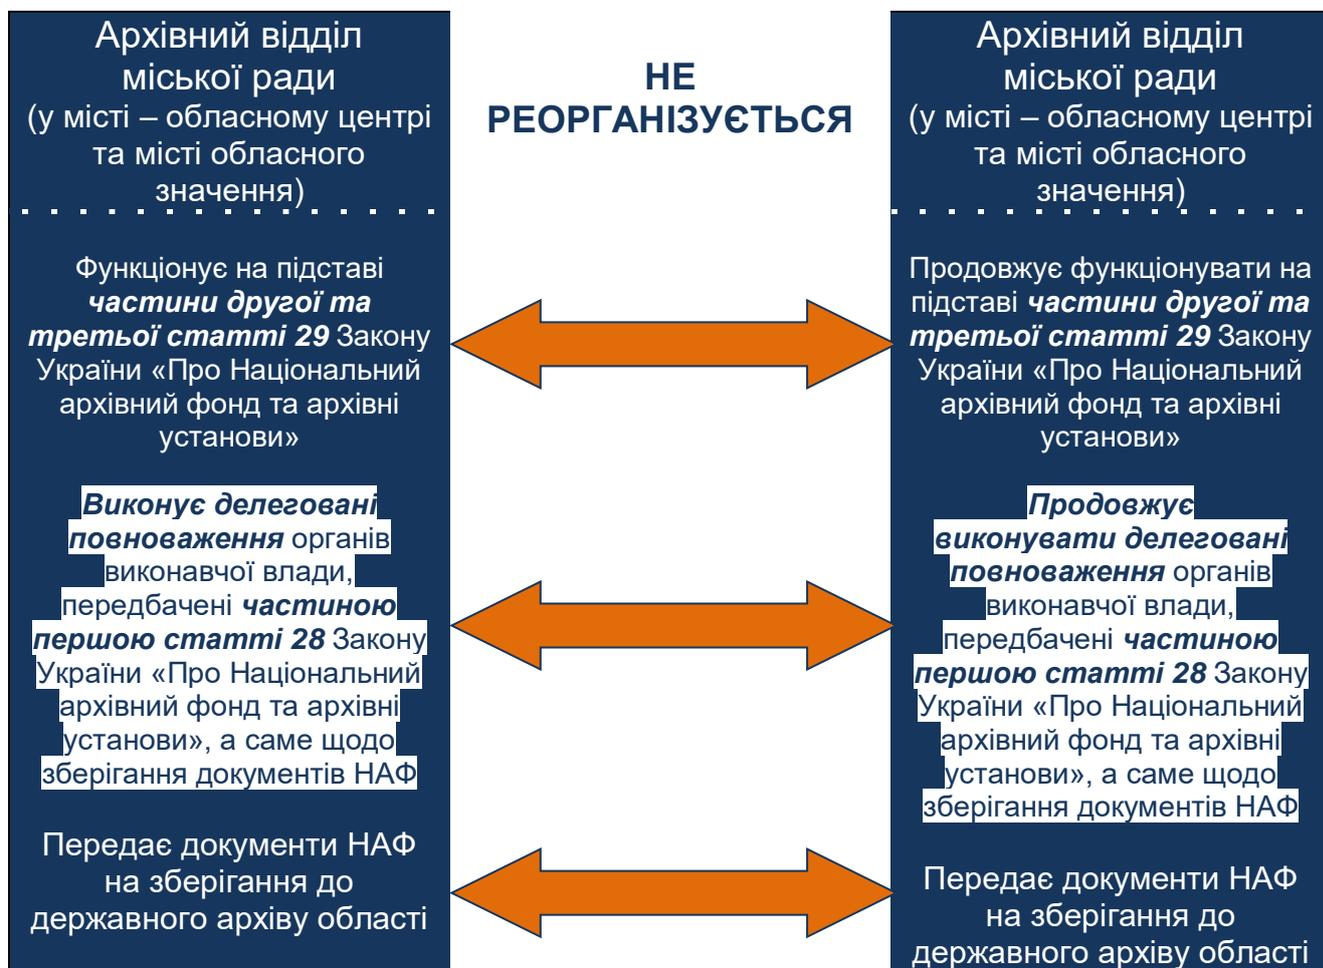 Архівний відділ
міської ради
(у місті – обласному центрі
та місті обласного
значення)
Функціонує на підставі
частини другої та
третьої статті 29 Закону
України «Про Національний
архівний фонд та архівні
установи»
Виконує делеговані
повноваження органів
виконавчої влади,
передбачені частиною
першою статті 28 Закону
України «Про Національний
архівний фонд та архівні
установи», а саме щодо
зберігання документів НАФ
Передає документи НАФ
на зберігання до
державного архіву області
НЕ
РЕОРГАНІЗУЄТЬСЯ
Архівний відділ
міської ради
(у місті – обласному центрі
та місті обласного
значення)
Продовжує функціонувати на
підставі частини другої та
третьої статті 29 Закону
України «Про Національний
архівний фонд та архівні
установи»
Продовжує
виконувати делеговані
повноваження органів
виконавчої влади,
передбачені частиною
першою статті 28 Закону
України «Про Національний
архівний фонд та архівні
установи», а саме щодо
зберігання документів НАФ
Передає документи НАФ
на зберігання до
державного архіву області